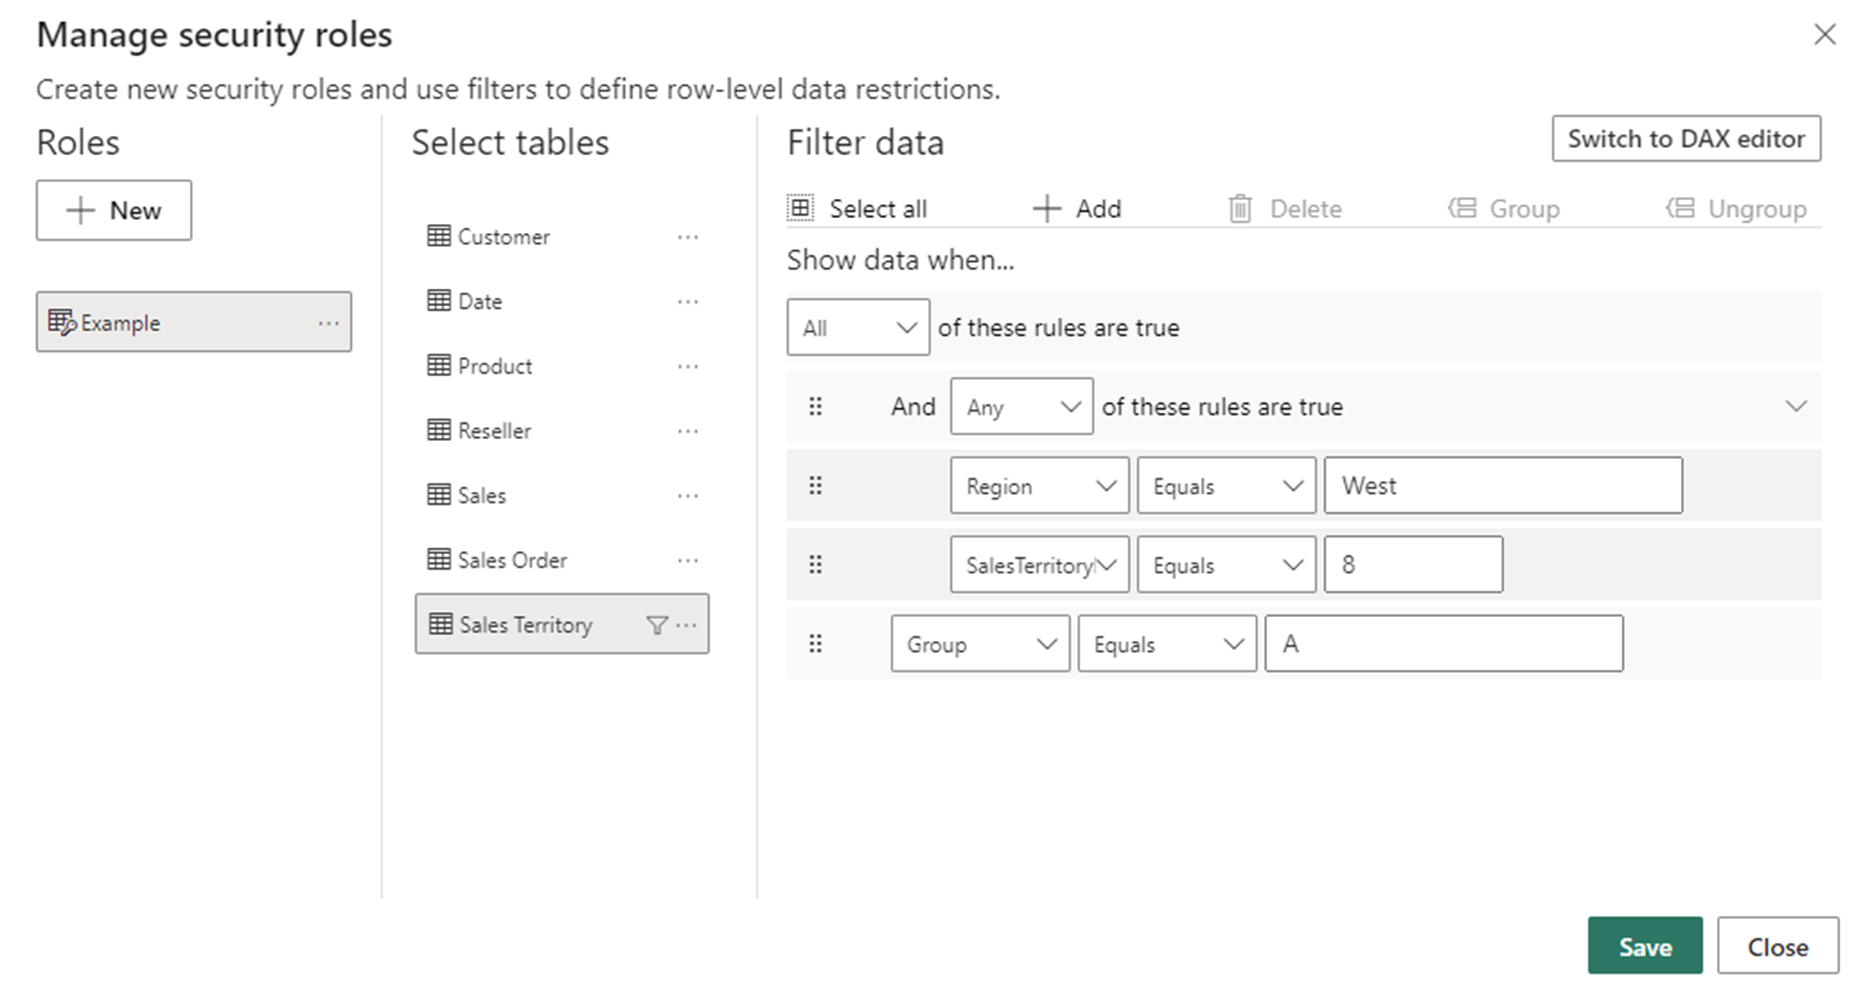 Manage security roles
Create new security roles and use filters to define row-level data restrictions.
Roles
New
Example
Select tables
Customer
Date
Product
Reseller
Sales
Sales Order
Sales Territory
Filter data
Switch to DAX editor
Select all
Add
Delete
Group
Ungroup
Show data when...
All of these rules are true
And Any of these rules are true
Region Equals West
SalesTerritory Equals 8
Group Equals A
Save
Close